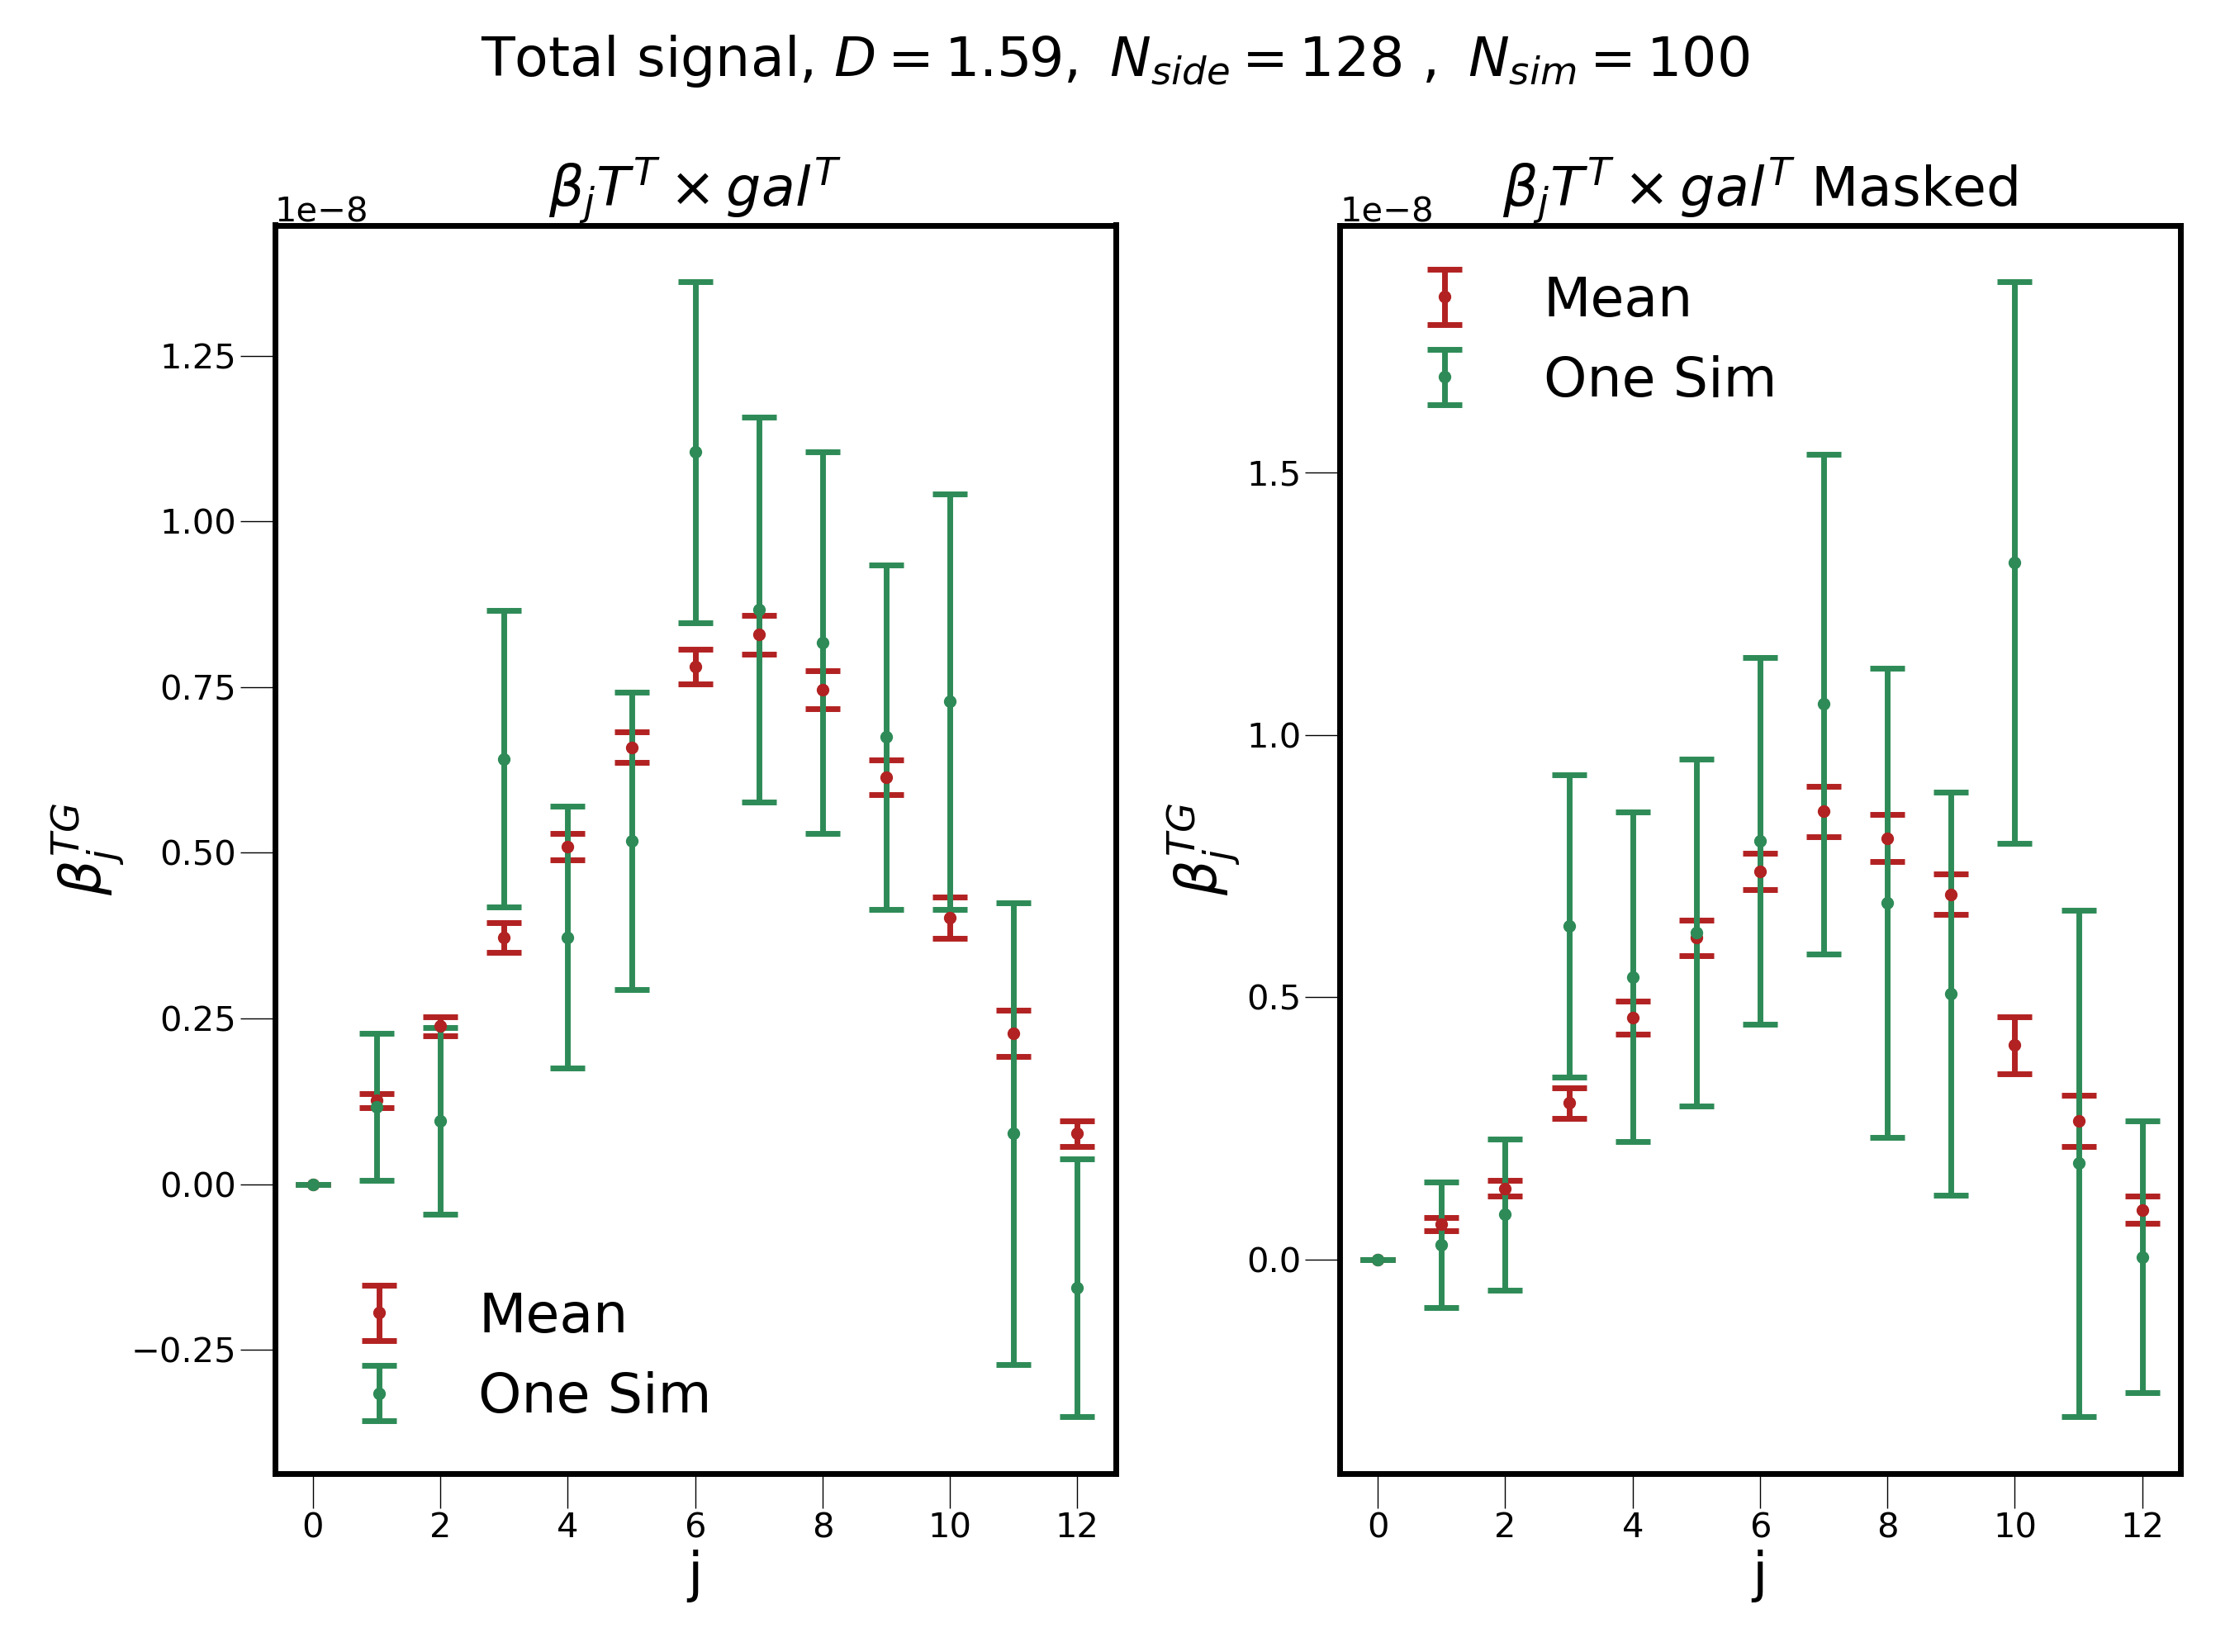 Total signal, D = 1.59, N_side = 128 , N_sim = 100
β_j T^T × gal^T
1e−8
1.25
1.00
0.75
0.50
0.25
0.00
−0.25
β_j^TG
Mean
One Sim
0 2 4 6 8 10 12
j
β_j T^T × gal^T Masked
1e−8
Mean
One Sim
1.5
1.0
0.5
0.0
β_j^TG
0 2 4 6 8 10 12
j